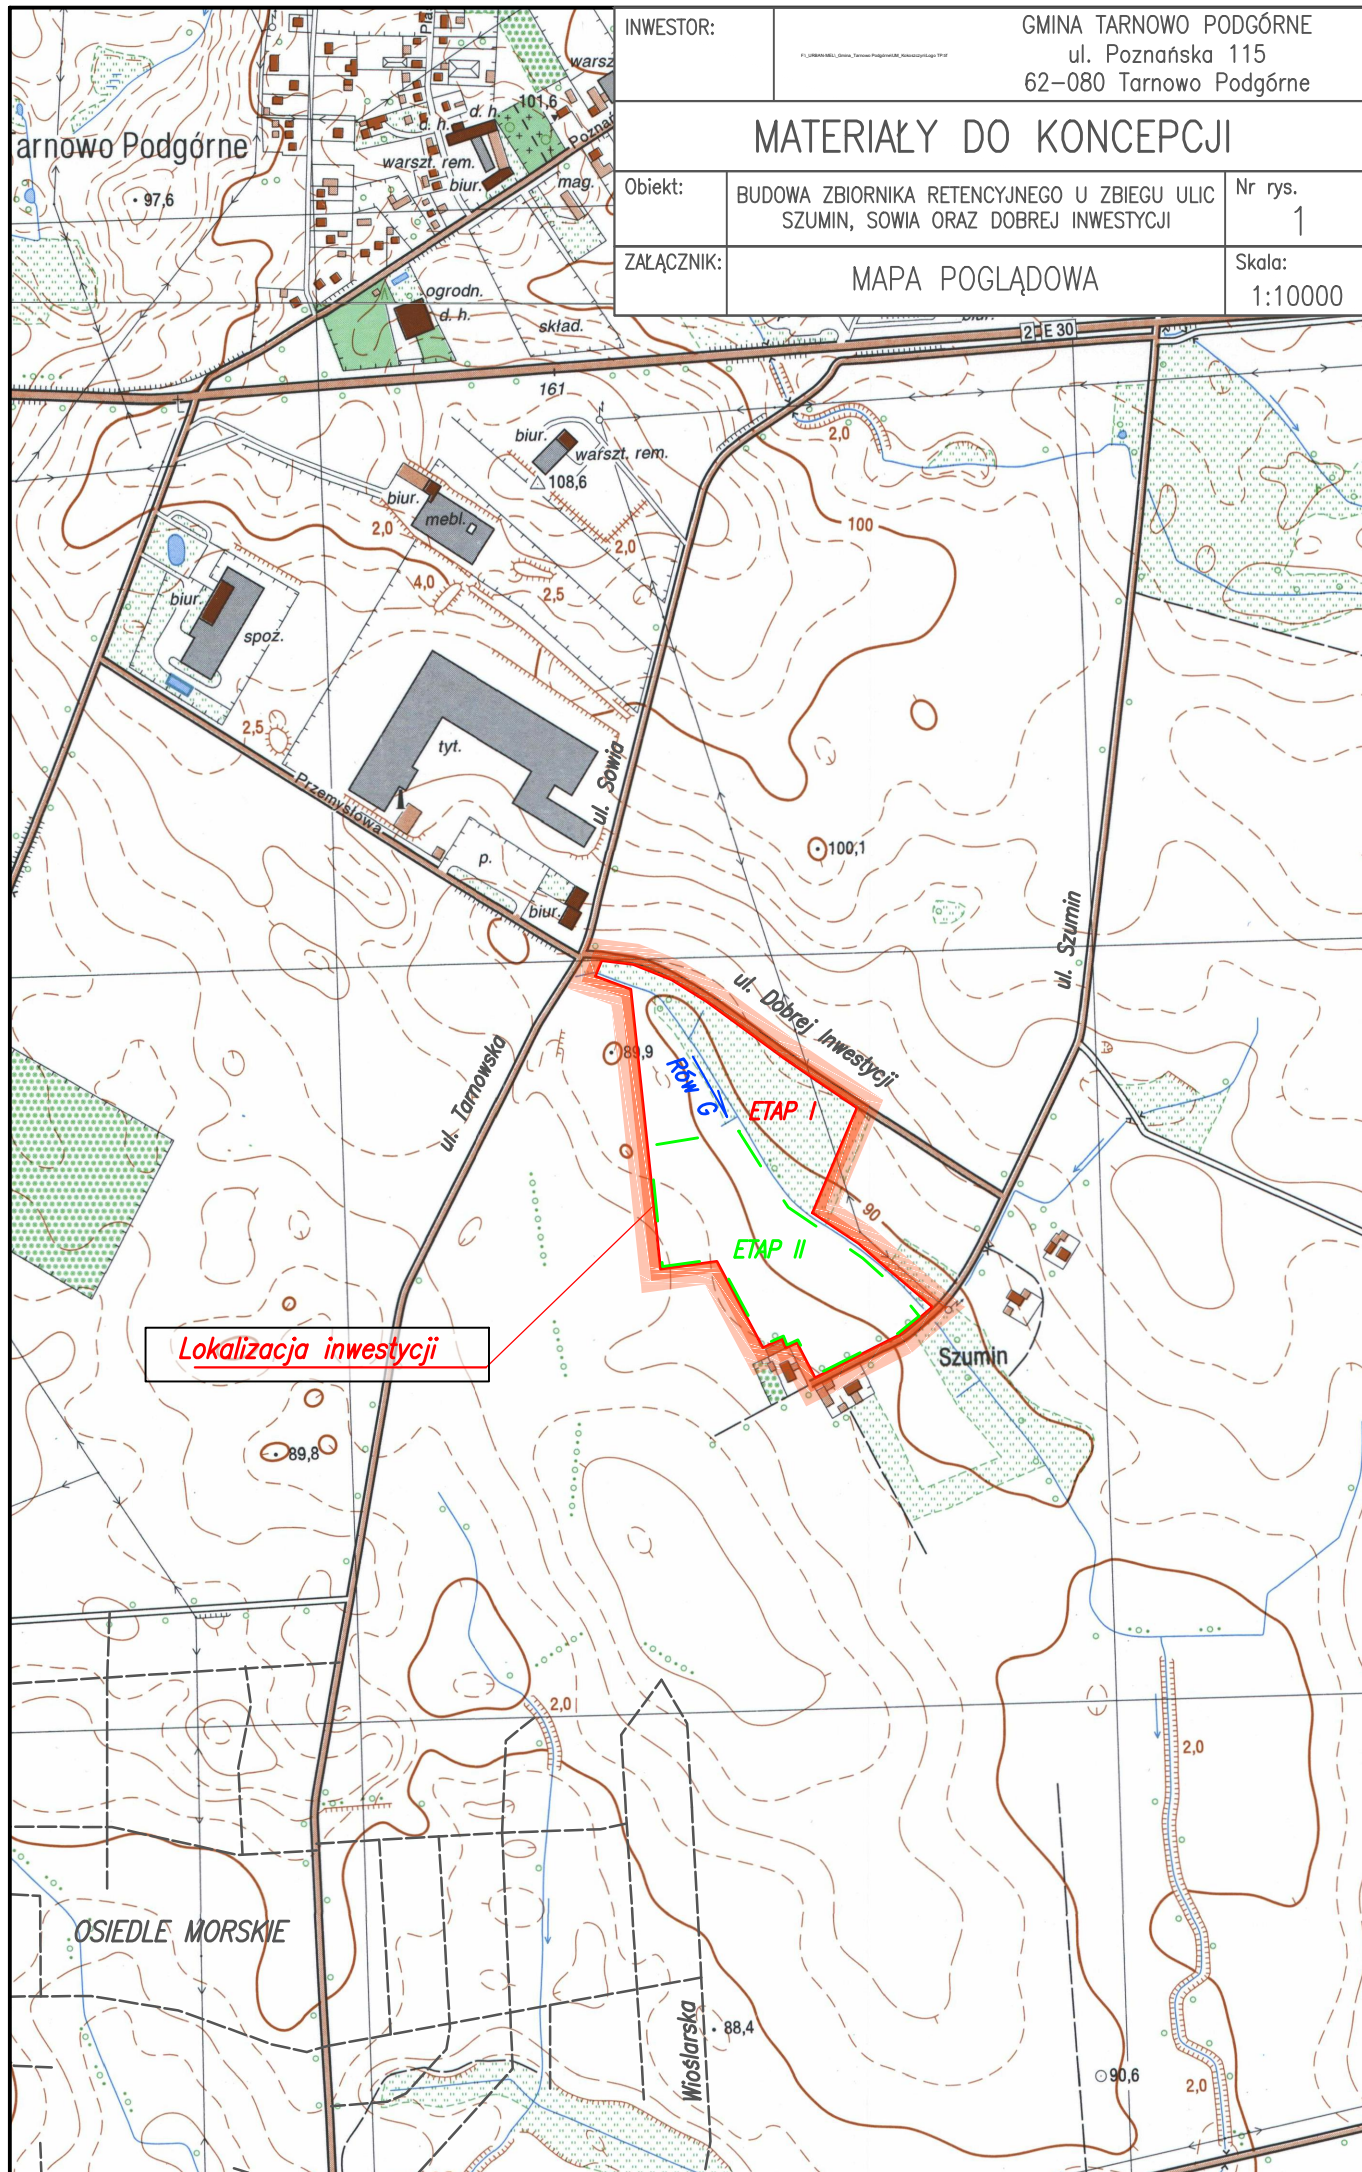 INWESTOR:
GMINA TARNOWO PODGÓRNE
ul. Poznańska 115
62-080 Tarnowo Podgórne
MATERIAŁY DO KONCEPCJI
Obiekt:
BUDOWA ZBIORNIKA RETENCYJNEGO U ZBIEGU ULIC
SZUMIN, SOWIA ORAZ DOBREJ INWESTYCJI
Nr rys.
1
ZAŁĄCZNIK:
MAPA POGLĄDOWA
Skala:
1:10000
warsz
101,6
d. h.
d. h.
Poznań
arnowo Podgórne
warszt. rem.
biur.
mag.
97,6
ogrodn.
d. h.
skład.
2 E 30
161
biur.
warszt. rem.
2,0
108,6
biur.
mebl.
2,0
100
2,0
4,0
2,5
biur.
spoż.
2,5
tyt.
ul. Sowia
Przemysłowa
100,1
p.
biur.
ul. Szumin
ul. Dobrej Inwestycji
89,9
ul. Tarnowska
Rów G
ETAP I
90
ETAP II
Lokalizacja inwestycji
Szumin
89,8
2,0
2,0
OSIEDLE MORSKIE
Wioślarska
88,4
90,6
2,0